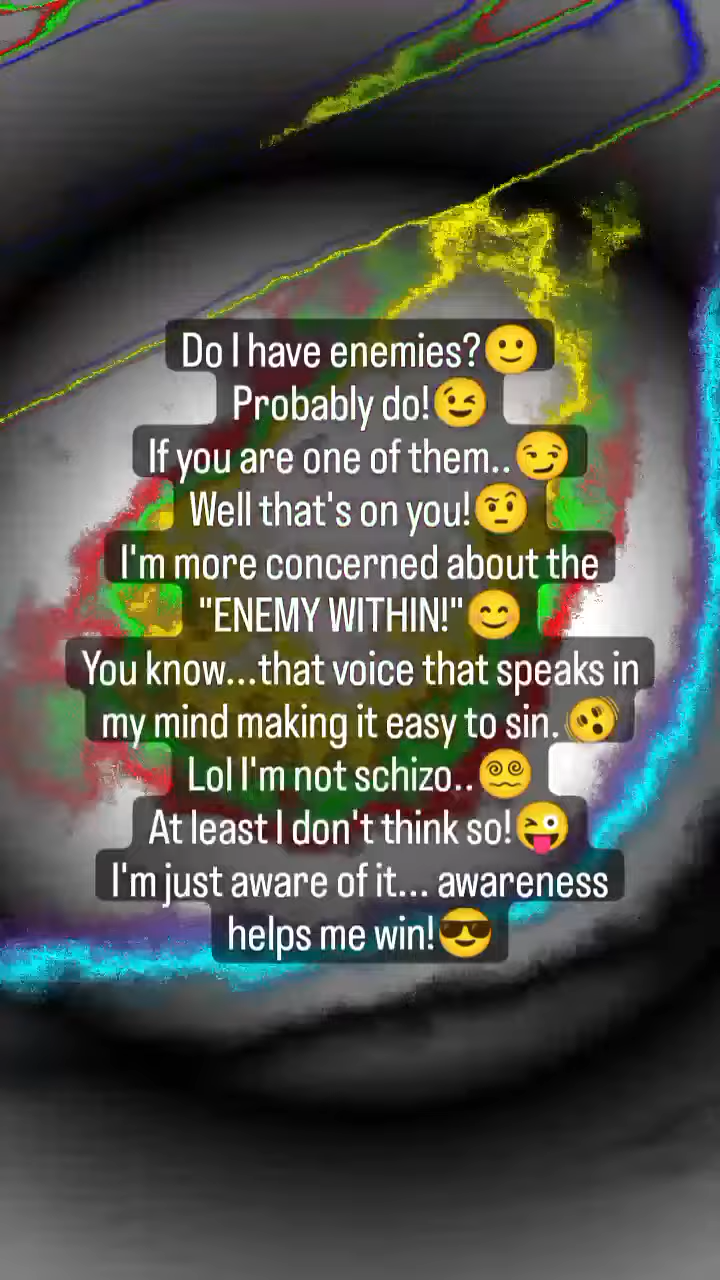 Do I have enemies?🙂
Probably do!😉
If you are one of them..😏
Well that's on you!🤨
I'm more concerned about the
"ENEMY WITHIN!"😊
You know...that voice that speaks in
my mind making it easy to sin.🫨
Lol I'm not schizo..😵‍💫
At least I don't think so!😜
I'm just aware of it... awareness
helps me win!😎